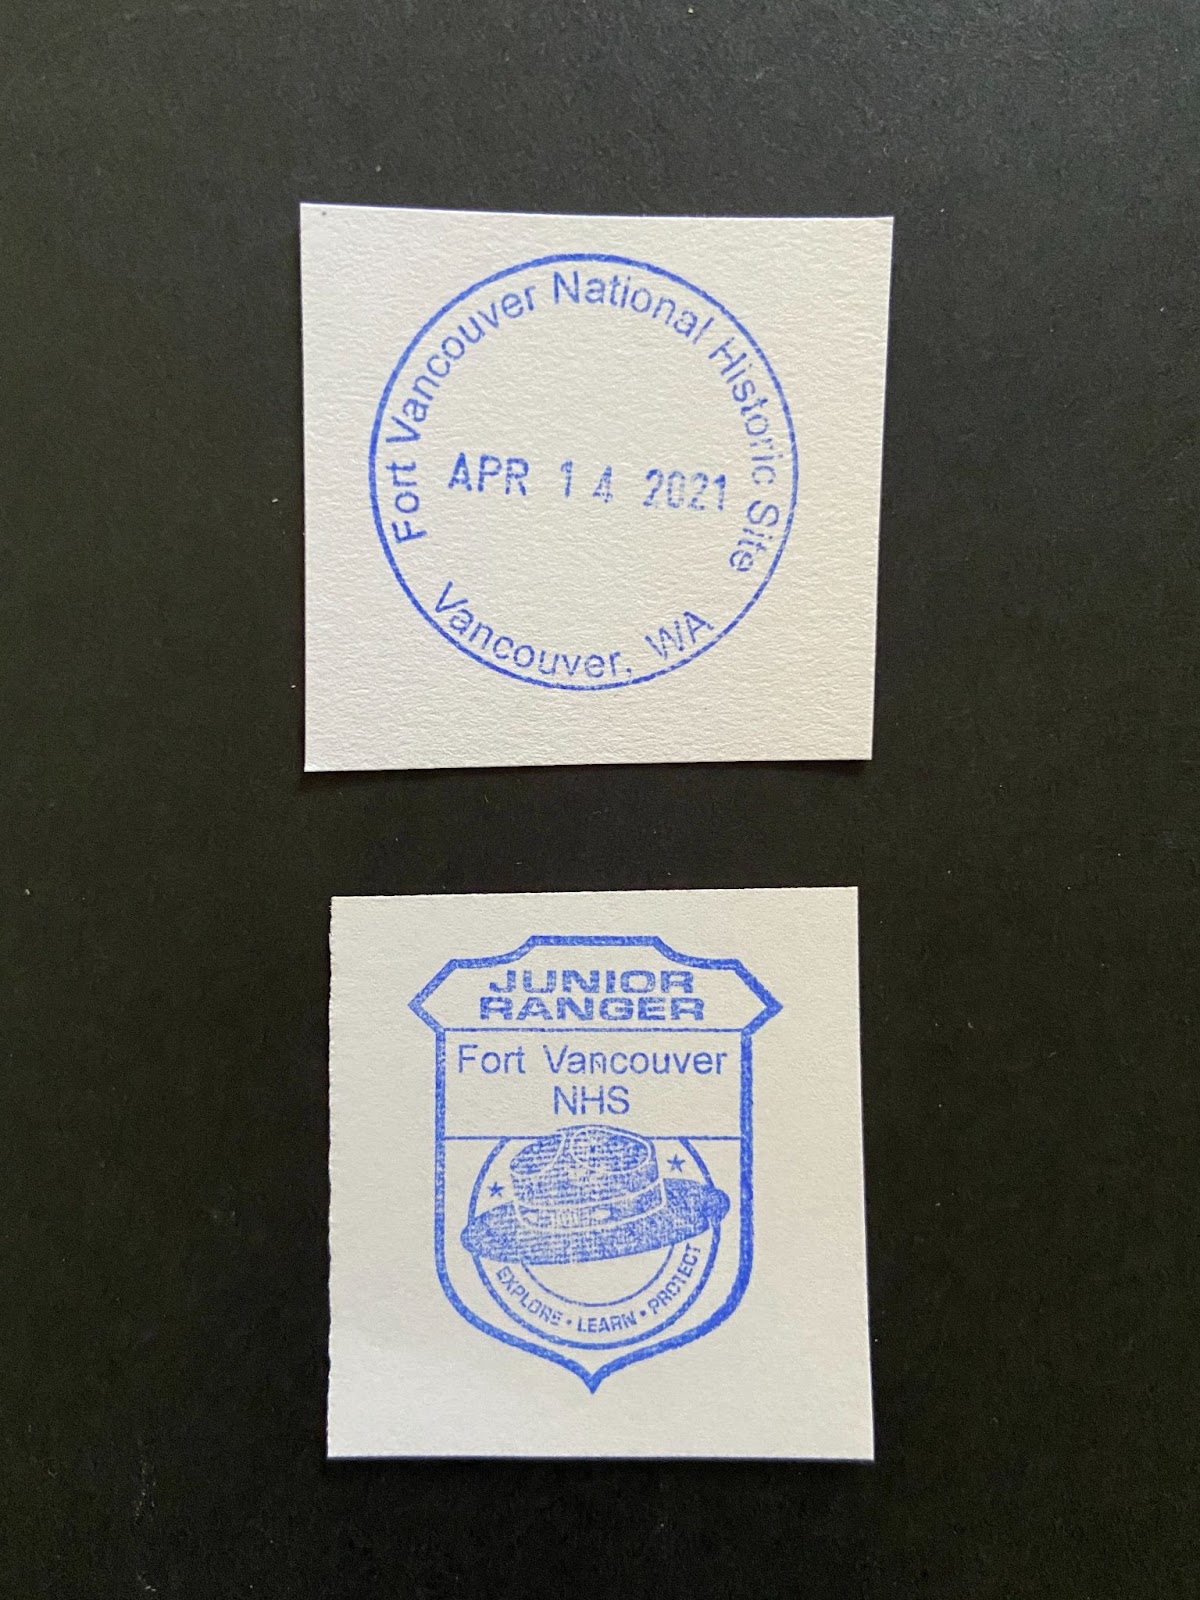 Fort Vancouver National Historic Site
APR 14 2021
Vancouver, WA
JUNIOR
RANGER
Fort Vancouver
NHS
EXPLORE • LEARN • PROTECT